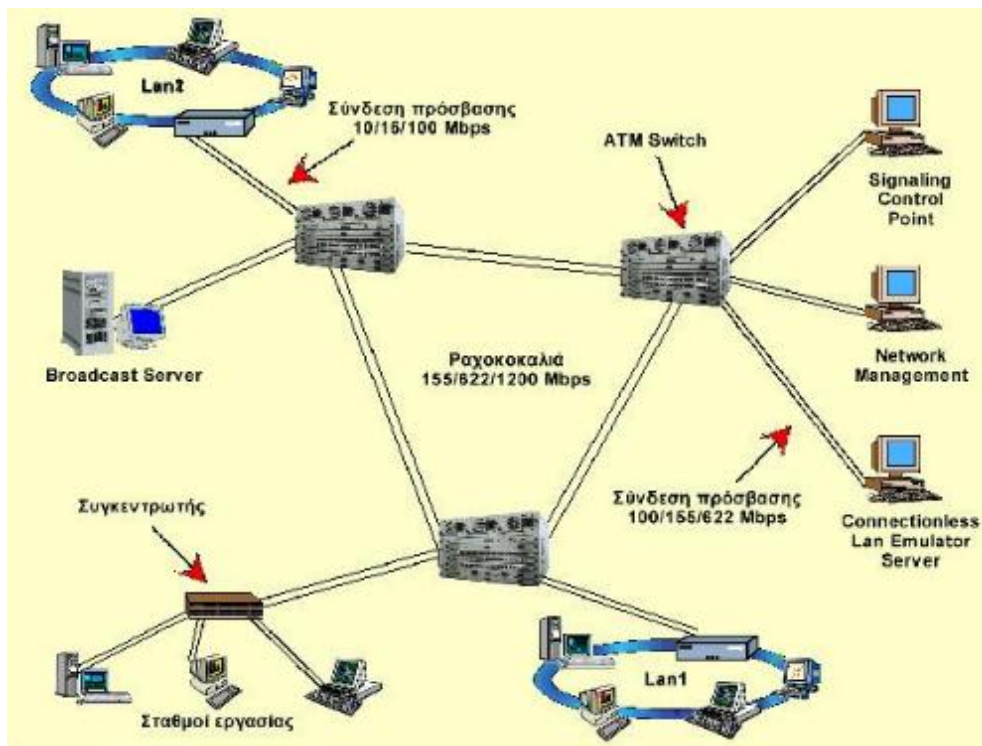 Lan2
Σύνδεση πρόσβασης
10/16/100 Mbps
ATM Switch
Signaling
Control
Point
Broadcast Server
Ραχοκοκαλιά
155/622/1200 Mbps
Network
Management
Συγκεντρωτής
Σύνδεση πρόσβασης
100/155/622 Mbps
Connectionless
Lan Emulator
Server
Lan1
Σταθμοί εργασίας